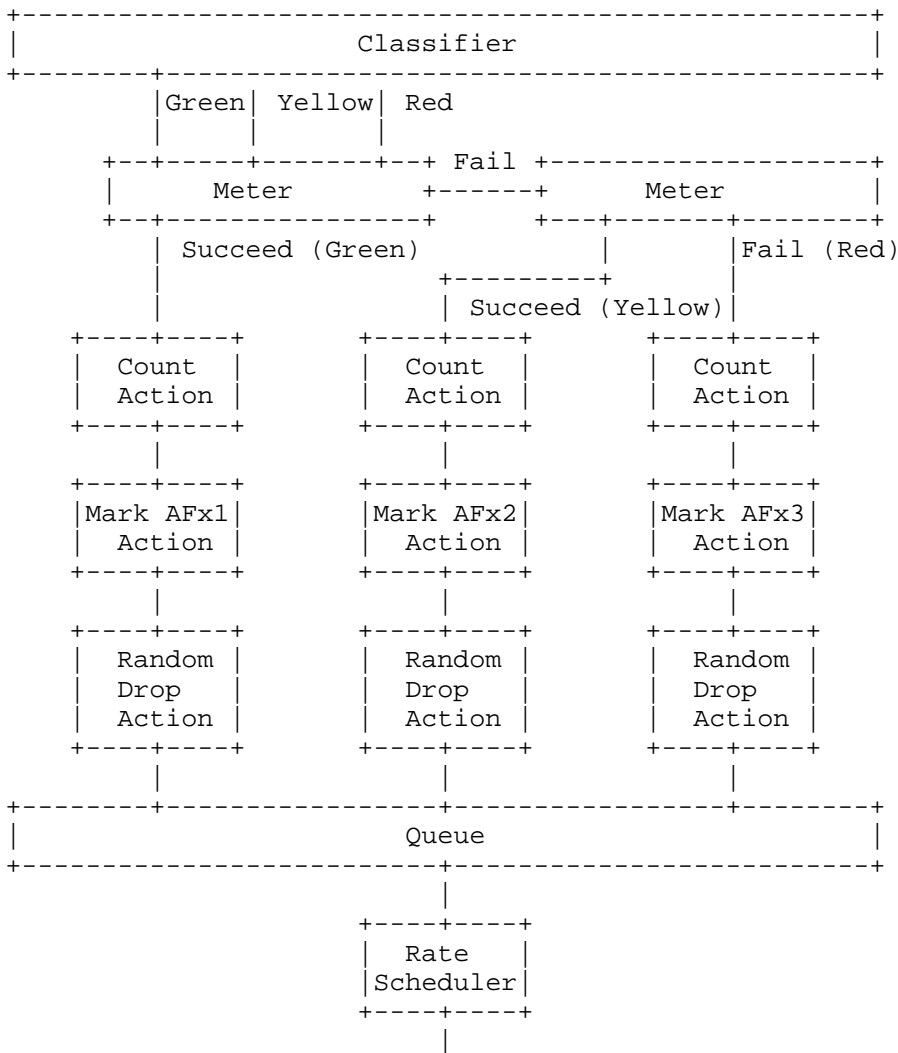 Classifier
Green Yellow Red
Fail
Meter Meter
Succeed (Green) Fail (Red)
Succeed (Yellow)
Count Count Count
Action Action Action
Mark AFx1 Mark AFx2 Mark AFx3
Action Action Action
Random Random Random
Drop Drop Drop
Action Action Action
Queue
Rate
Scheduler